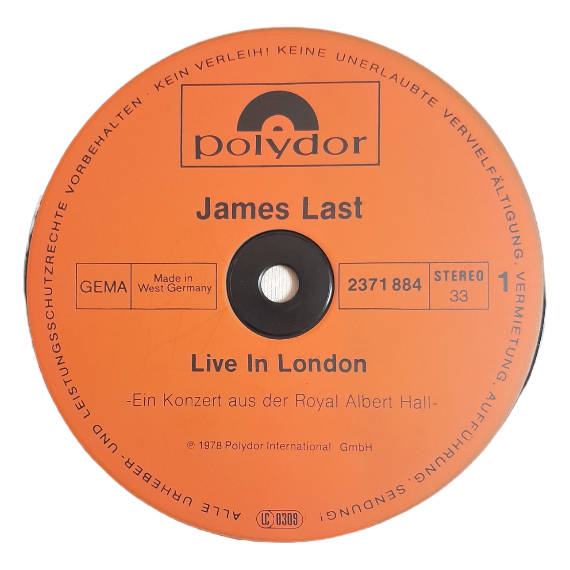 ALLE URHEBER- UND LEISTUNGSSCHUTZRECHTE VORBEHALTEN · KEIN VERLEIH! KEINE UNERLAUBTE VERVIELFÄLTIGUNG, VERMIETUNG, AUFFÜHRUNG, SENDUNG!
polydor
James Last
GEMA
Made in
West Germany
2371 884
STEREO
33
1
Live In London
-Ein Konzert aus der Royal Albert Hall-
℗ 1978 Polydor International GmbH
LC 0309